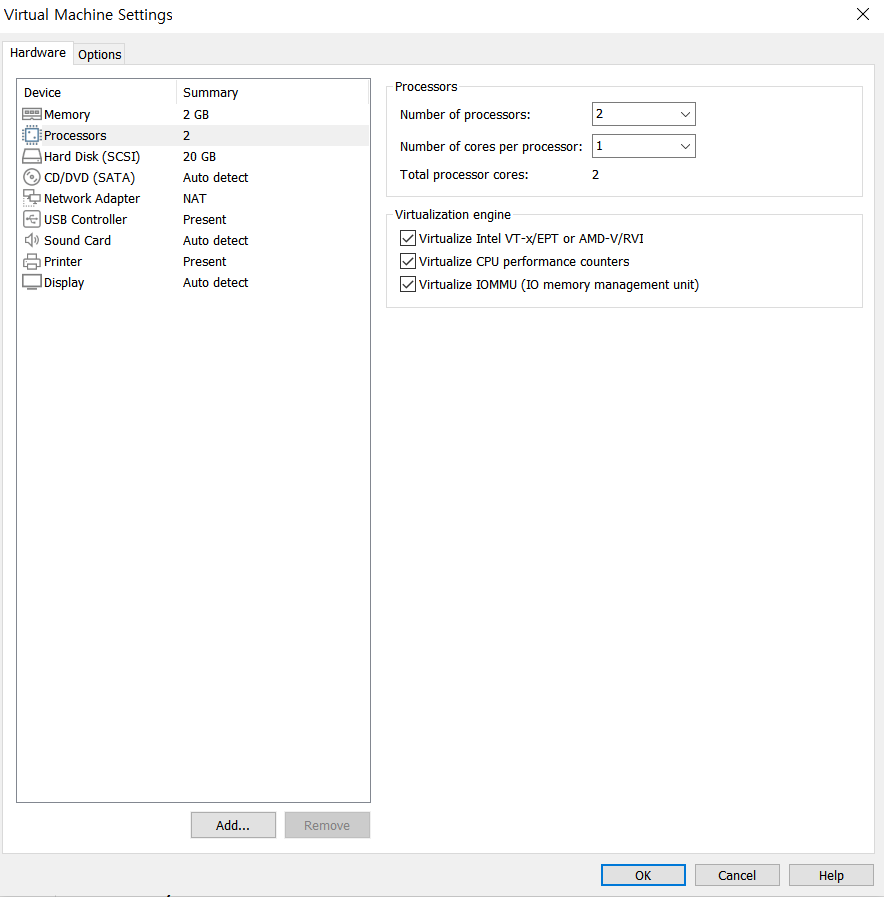 Virtual Machine Settings
Hardware Options
Device Summary
Memory 2 GB
Processors 2
Hard Disk (SCSI) 20 GB
CD/DVD (SATA) Auto detect
Network Adapter NAT
USB Controller Present
Sound Card Auto detect
Printer Present
Display Auto detect
Add... Remove
Processors
Number of processors: 2
Number of cores per processor: 1
Total processor cores: 2
Virtualization engine
Virtualize Intel VT-x/EPT or AMD-V/RVI
Virtualize CPU performance counters
Virtualize IOMMU (IO memory management unit)
OK Cancel Help